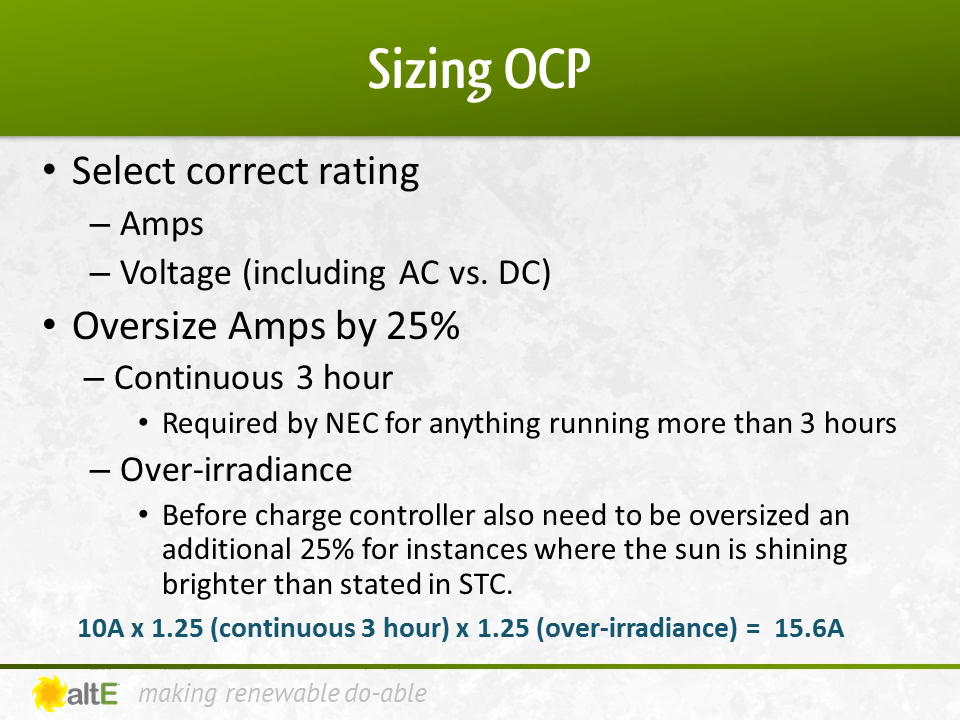 Sizing OCP
• Select correct rating
– Amps
– Voltage (including AC vs. DC)
• Oversize Amps by 25%
– Continuous 3 hour
• Required by NEC for anything running more than 3 hours
– Over-irradiance
• Before charge controller also need to be oversized an
additional 25% for instances where the sun is shining
brighter than stated in STC.
10A x 1.25 (continuous 3 hour) x 1.25 (over-irradiance) = 15.6A
altE making renewable do-able